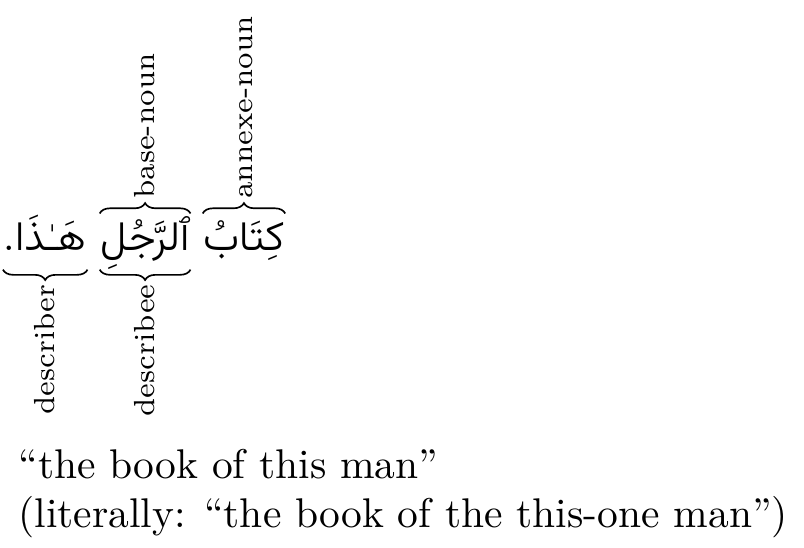 base-noun
annexe-noun
كِتَابُ ٱلرَّجُلِ هَـٰذَا.
describer
describee
“the book of this man”
(literally: “the book of the this-one man”)